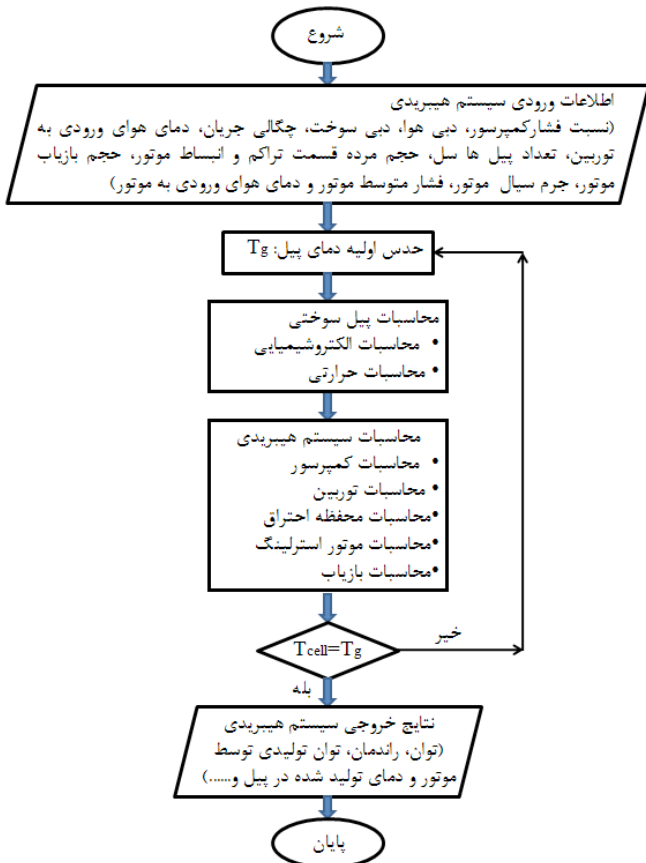 شروع
اطلاعات ورودی سیستم هیبریدی
(نسبت فشارکمپرسور، دبی هوا، دبی سوخت، چگالی جریان، دمای هوای ورودی به
توربین، تعداد پیل ها سل، حجم مرده قسمت تراکم و انبساط موتور، حجم بازیاب
موتور، جرم سیال موتور، فشار متوسط موتور و دمای هوای ورودی به موتور)
حدس اولیه دمای پیل: Tg
محاسبات پیل سوختی
• محاسبات الکتروشیمیایی
• محاسبات حرارتی
محاسبات سیستم هیبریدی
• محاسبات کمپرسور
• محاسبات توربین
•محاسبات محفظه احتراق
•محاسبات موتور استرلینگ
•محاسبات بازیاب
Tcell=Tg
خیر
بله
نتایج خروجی سیستم هیبریدی
(توان، راندمان، توان تولیدی توسط
موتور و دمای تولید شده در پیل و......)
پایان